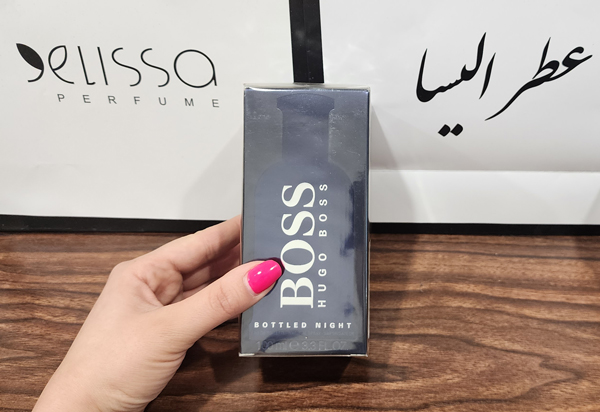 elissa
PERFUME
عطر الیسا
BOSS
HUGO BOSS
BOTTLED NIGHT